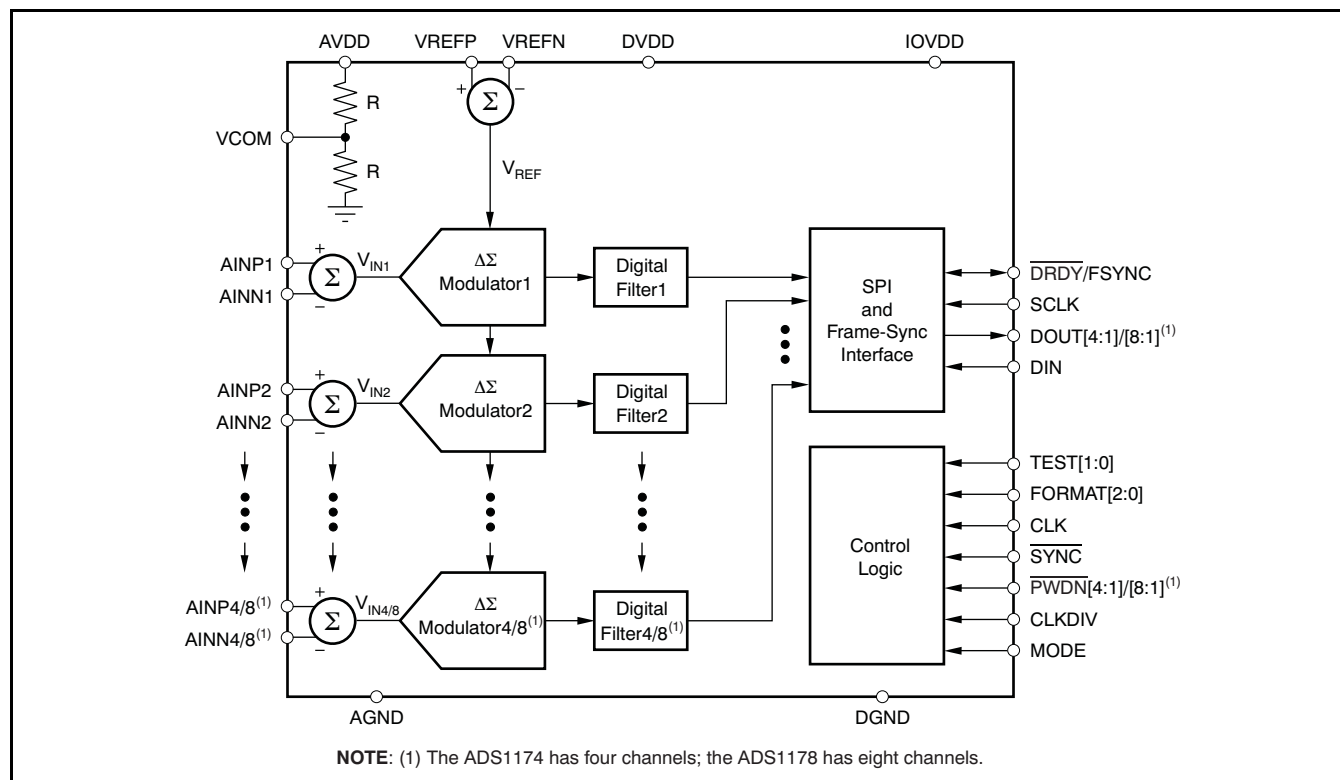 AVDD
VREFP
VREFN
DVDD
IOVDD
R
+
Σ
−
VCOM
R
VREF
AINP1
AINN1
+
Σ
−
VIN1
ΔΣ
Modulator1
Digital
Filter1
SPI
and
Frame-Sync
Interface
DRDY/FSYNC
SCLK
DOUT[4:1]/[8:1](1)
DIN
AINP2
AINN2
+
Σ
−
VIN2
ΔΣ
Modulator2
Digital
Filter2
Control
Logic
TEST[1:0]
FORMAT[2:0]
CLK
SYNC
PWDN[4:1]/[8:1](1)
CLKDIV
MODE
AINP4/8(1)
AINN4/8(1)
+
Σ
−
VIN4/8
ΔΣ
Modulator4/8(1)
Digital
Filter4/8(1)
AGND
DGND
NOTE: (1) The ADS1174 has four channels; the ADS1178 has eight channels.